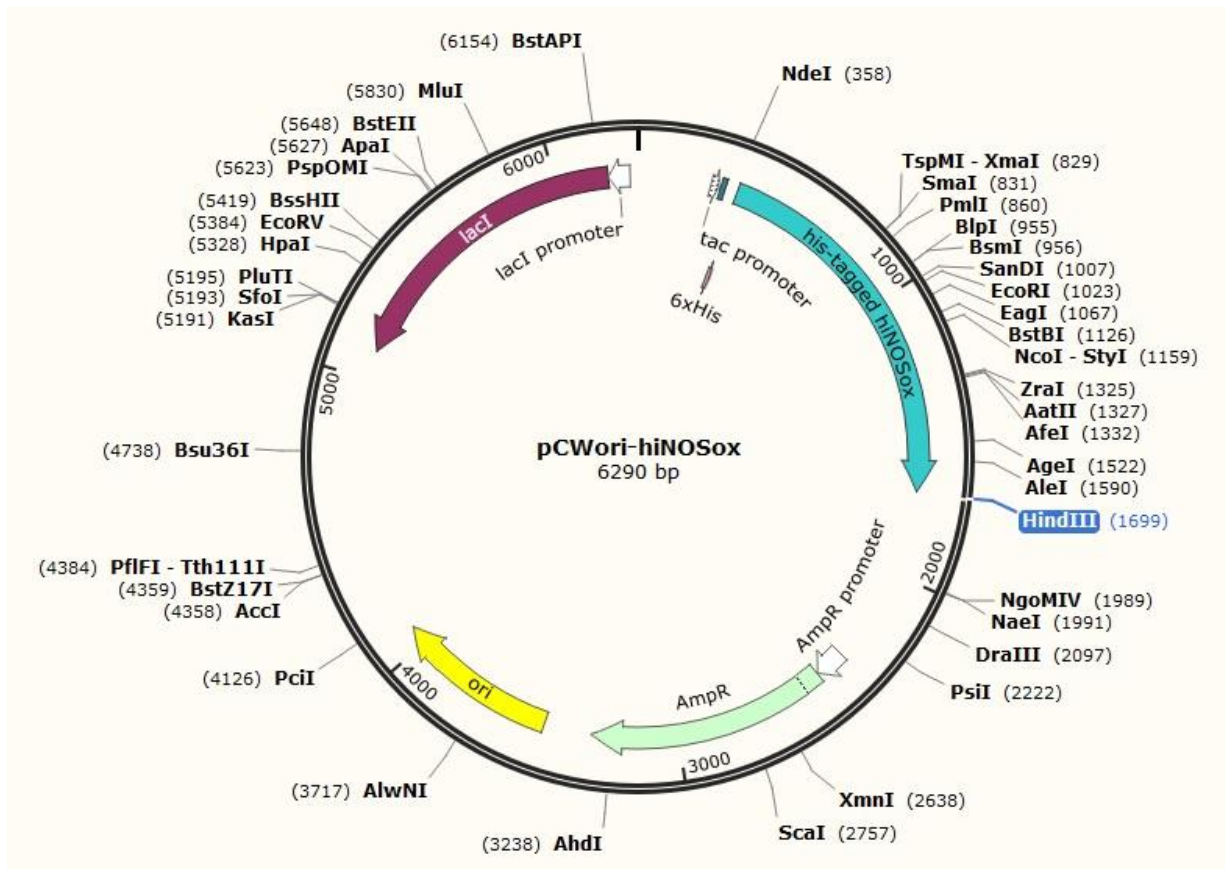 (6154) BstAPI
NdeI (358)
(5830) MluI
(5648) BstEII
(5627) ApaI
(5623) PspOMI
(5419) BssHII
(5384) EcoRV
(5328) HpaI
(5195) PluTI
(5193) SfoI
(5191) KasI
(4738) Bsu36I
(4384) PflFI - Tth111I
(4359) BstZ17I
(4358) AccI
(4126) PciI
(3717) AlwNI
(3238) AhdI
TspMI - XmaI (829)
SmaI (831)
PmlI (860)
BlpI (955)
BsmI (956)
SanDI (1007)
EcoRI (1023)
EagI (1067)
BstBI (1126)
NcoI - StyI (1159)
ZraI (1325)
AatII (1327)
AfeI (1332)
AgeI (1522)
AleI (1590)
HindIII (1699)
NgoMIV (1989)
NaeI (1991)
DraIII (2097)
PsiI (2222)
XmnI (2638)
ScaI (2757)
6000
1000
5000
2000
4000
3000
lacI
lacI promoter
tac promoter
6xHis
his-tagged hiNOSox
pCWori-hiNOSox
6290 bp
AmpR promoter
AmpR
ori